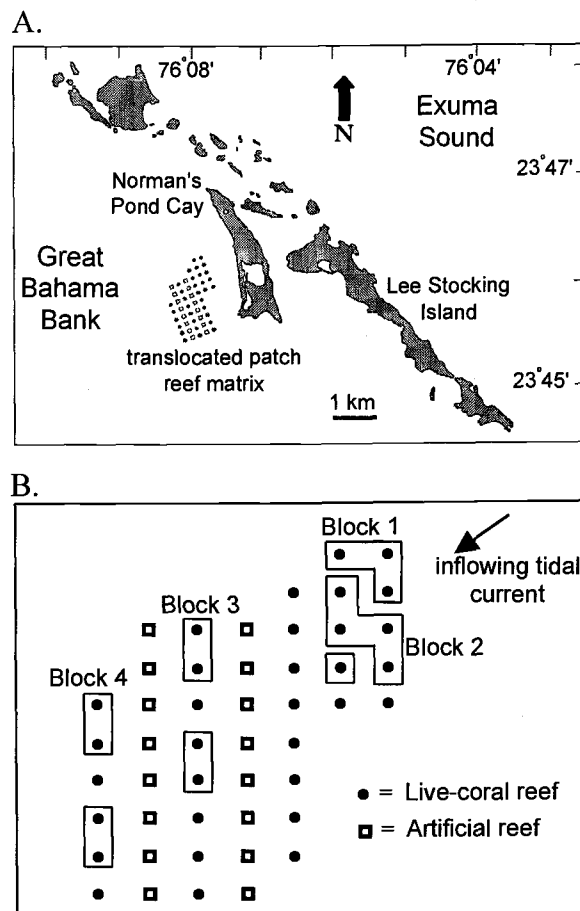 A.
76°08'
76°04'
N
Exuma
Sound
23°47'
Norman's
Pond Cay
Great
Bahama
Bank
Lee Stocking
Island
translocated patch
reef matrix
1 km
23°45'
B.
Block 1
inflowing tidal
current
Block 3
Block 2
Block 4
● = Live-coral reef
= Artificial reef